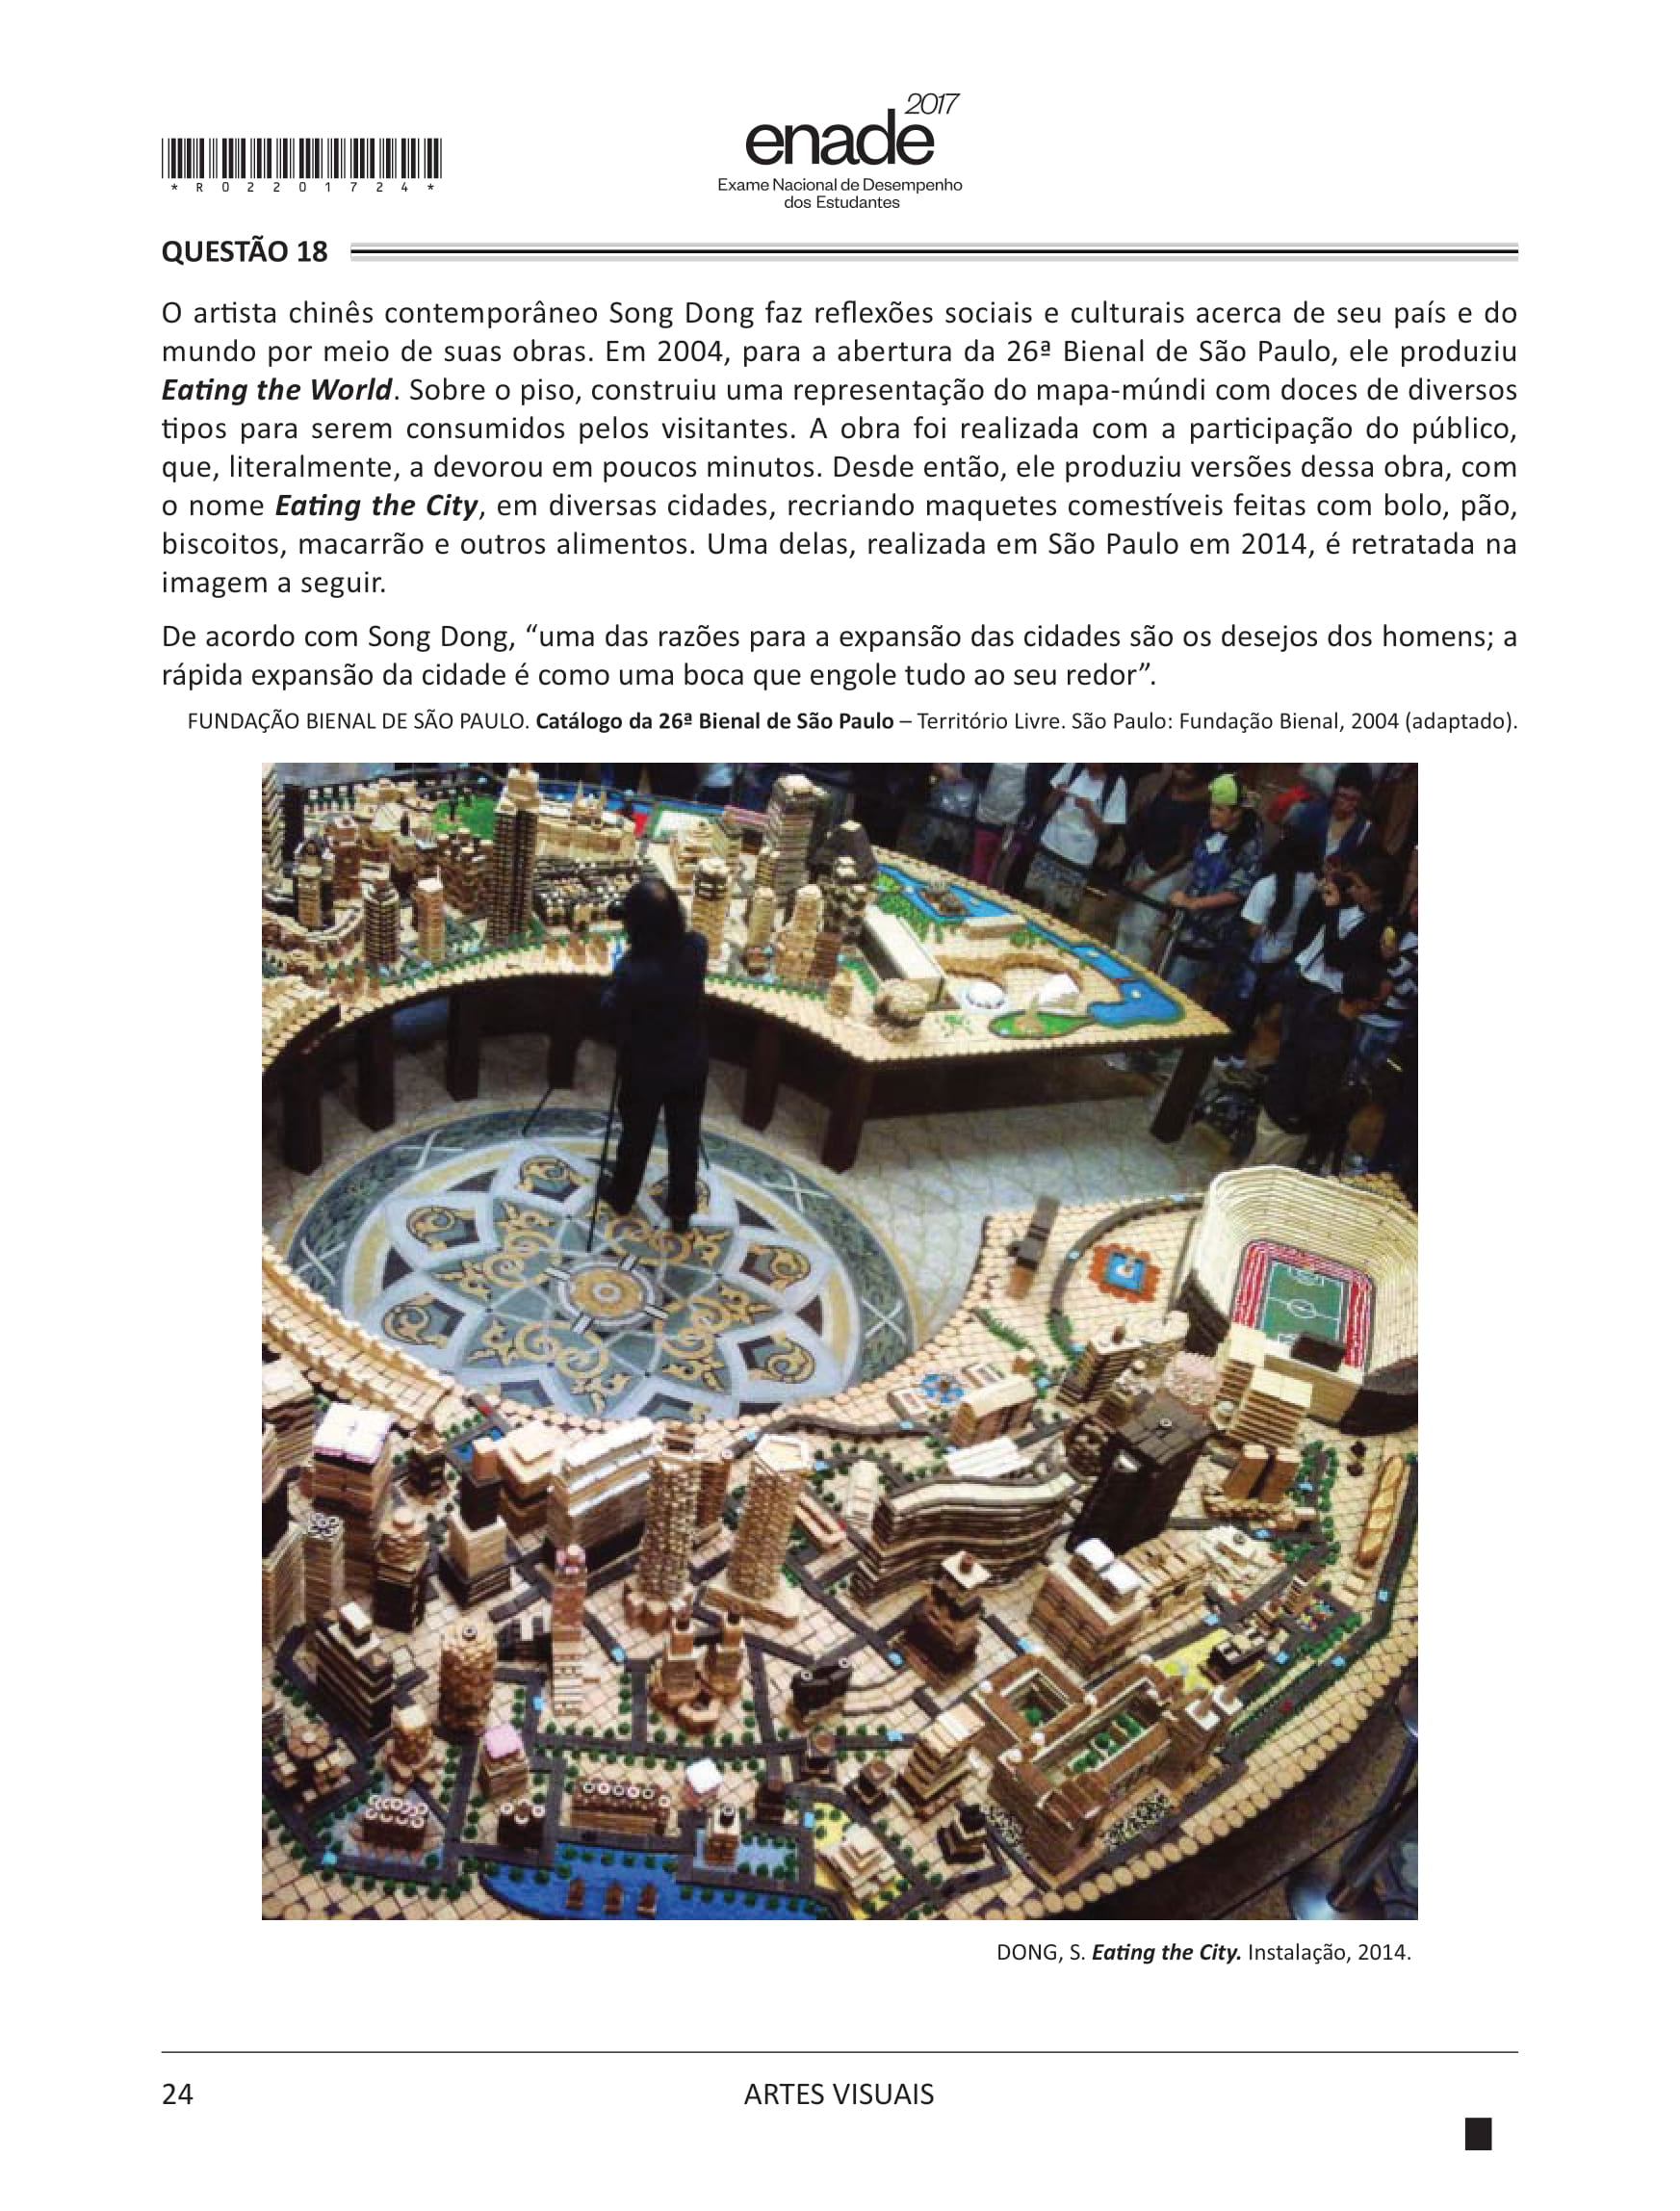 2017
enade
Exame Nacional de Desempenho
dos Estudantes
* R 0 2 2 0 1 7 2 4 *
QUESTÃO 18
O artista chinês contemporâneo Song Dong faz reflexões sociais e culturais acerca de seu país e do
mundo por meio de suas obras. Em 2004, para a abertura da 26ª Bienal de São Paulo, ele produziu
Eating the World. Sobre o piso, construiu uma representação do mapa-múndi com doces de diversos
tipos para serem consumidos pelos visitantes. A obra foi realizada com a participação do público,
que, literalmente, a devorou em poucos minutos. Desde então, ele produziu versões dessa obra, com
o nome Eating the City, em diversas cidades, recriando maquetes comestíveis feitas com bolo, pão,
biscoitos, macarrão e outros alimentos. Uma delas, realizada em São Paulo em 2014, é retratada na
imagem a seguir.
De acordo com Song Dong, “uma das razões para a expansão das cidades são os desejos dos homens; a
rápida expansão da cidade é como uma boca que engole tudo ao seu redor”.
FUNDAÇÃO BIENAL DE SÃO PAULO. Catálogo da 26ª Bienal de São Paulo – Território Livre. São Paulo: Fundação Bienal, 2004 (adaptado).
DONG, S. Eating the City. Instalação, 2014.
24
ARTES VISUAIS